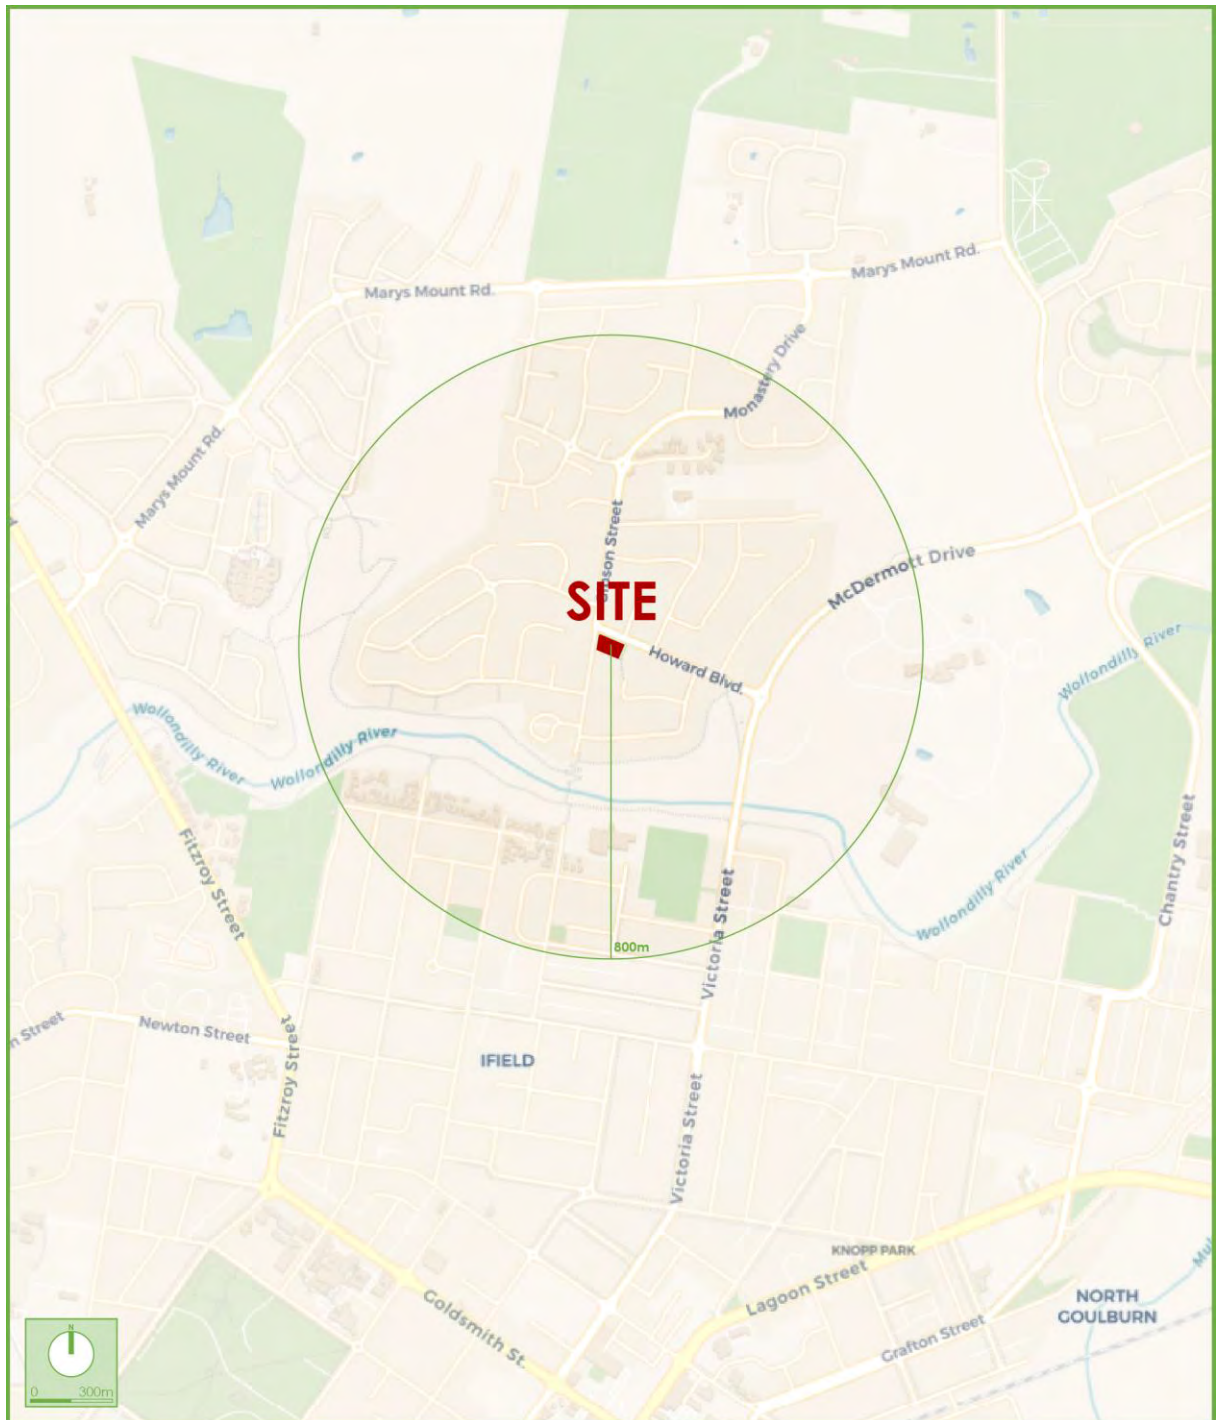 Marys Mount Rd.
Marys Mount Rd.
Monastery Drive
Marys Mount Rd.
McDermott Drive
SITE
Howard Blvd.
Wollondilly River
Wollondilly River
Wollondilly River
Chantry Street
Fitzroy Street
Wollondilly River
Victoria Street
800m
Newton Street
Street
Fitzroy Street
IFIELD
Victoria Street
KNOPP PARK
Lagoon Street
NORTH
GOULBURN
Goldsmith St.
Grafton Street
N
0 300m